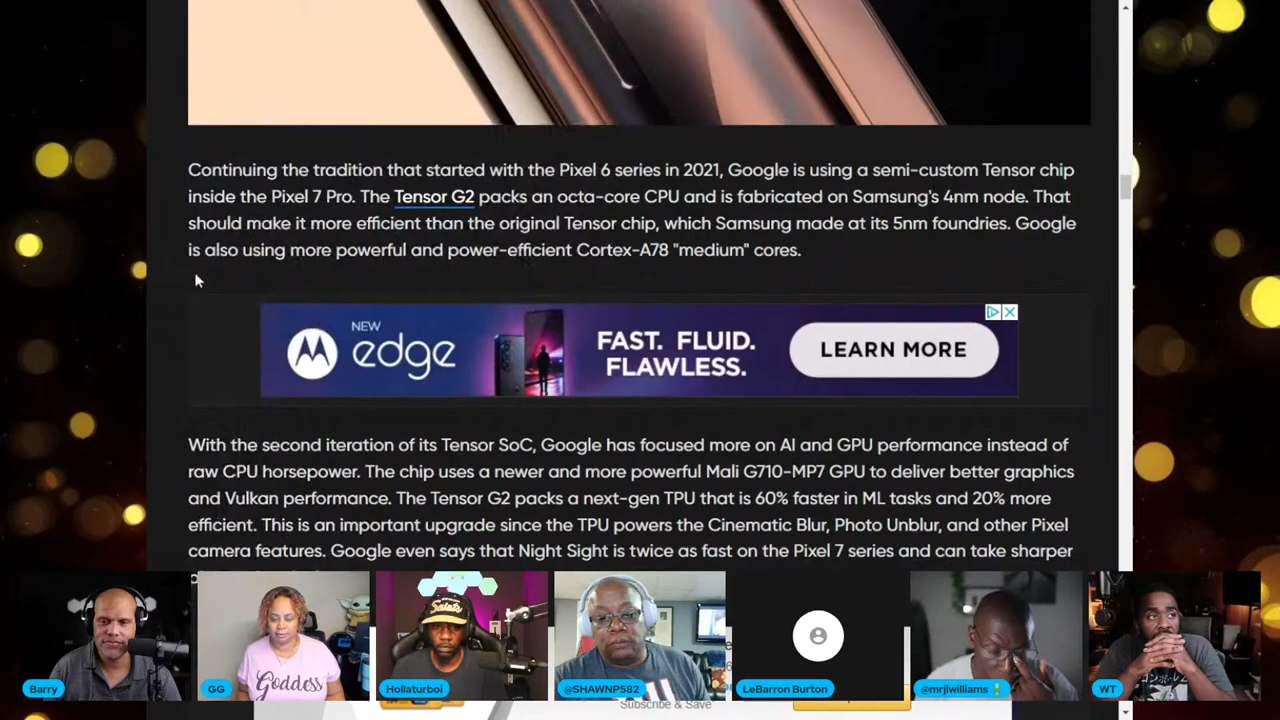 Continuing the tradition that started with the Pixel 6 series in 2021, Google is using a semi-custom Tensor chip
inside the Pixel 7 Pro. The Tensor G2 packs an octa-core CPU and is fabricated on Samsung's 4nm node. That
should make it more efficient than the original Tensor chip, which Samsung made at its 5nm foundries. Google
is also using more powerful and power-efficient Cortex-A78 "medium" cores.
NEW
edge
FAST. FLUID.
FLAWLESS.
LEARN MORE
With the second iteration of its Tensor SoC, Google has focused more on AI and GPU performance instead of
raw CPU horsepower. The chip uses a newer and more powerful Mali G710-MP7 GPU to deliver better graphics
and Vulkan performance. The Tensor G2 packs a next-gen TPU that is 60% faster in ML tasks and 20% more
efficient. This is an important upgrade since the TPU powers the Cinematic Blur, Photo Unblur, and other Pixel
camera features. Google even says that Night Sight is twice as fast on the Pixel 7 series and can take sharper
Saints
Goddess
Barry
GG
Hollaturboi
@SHAWNP582
LeBarron Burton
@mrjlwilliams
WT
Subscribe & Save